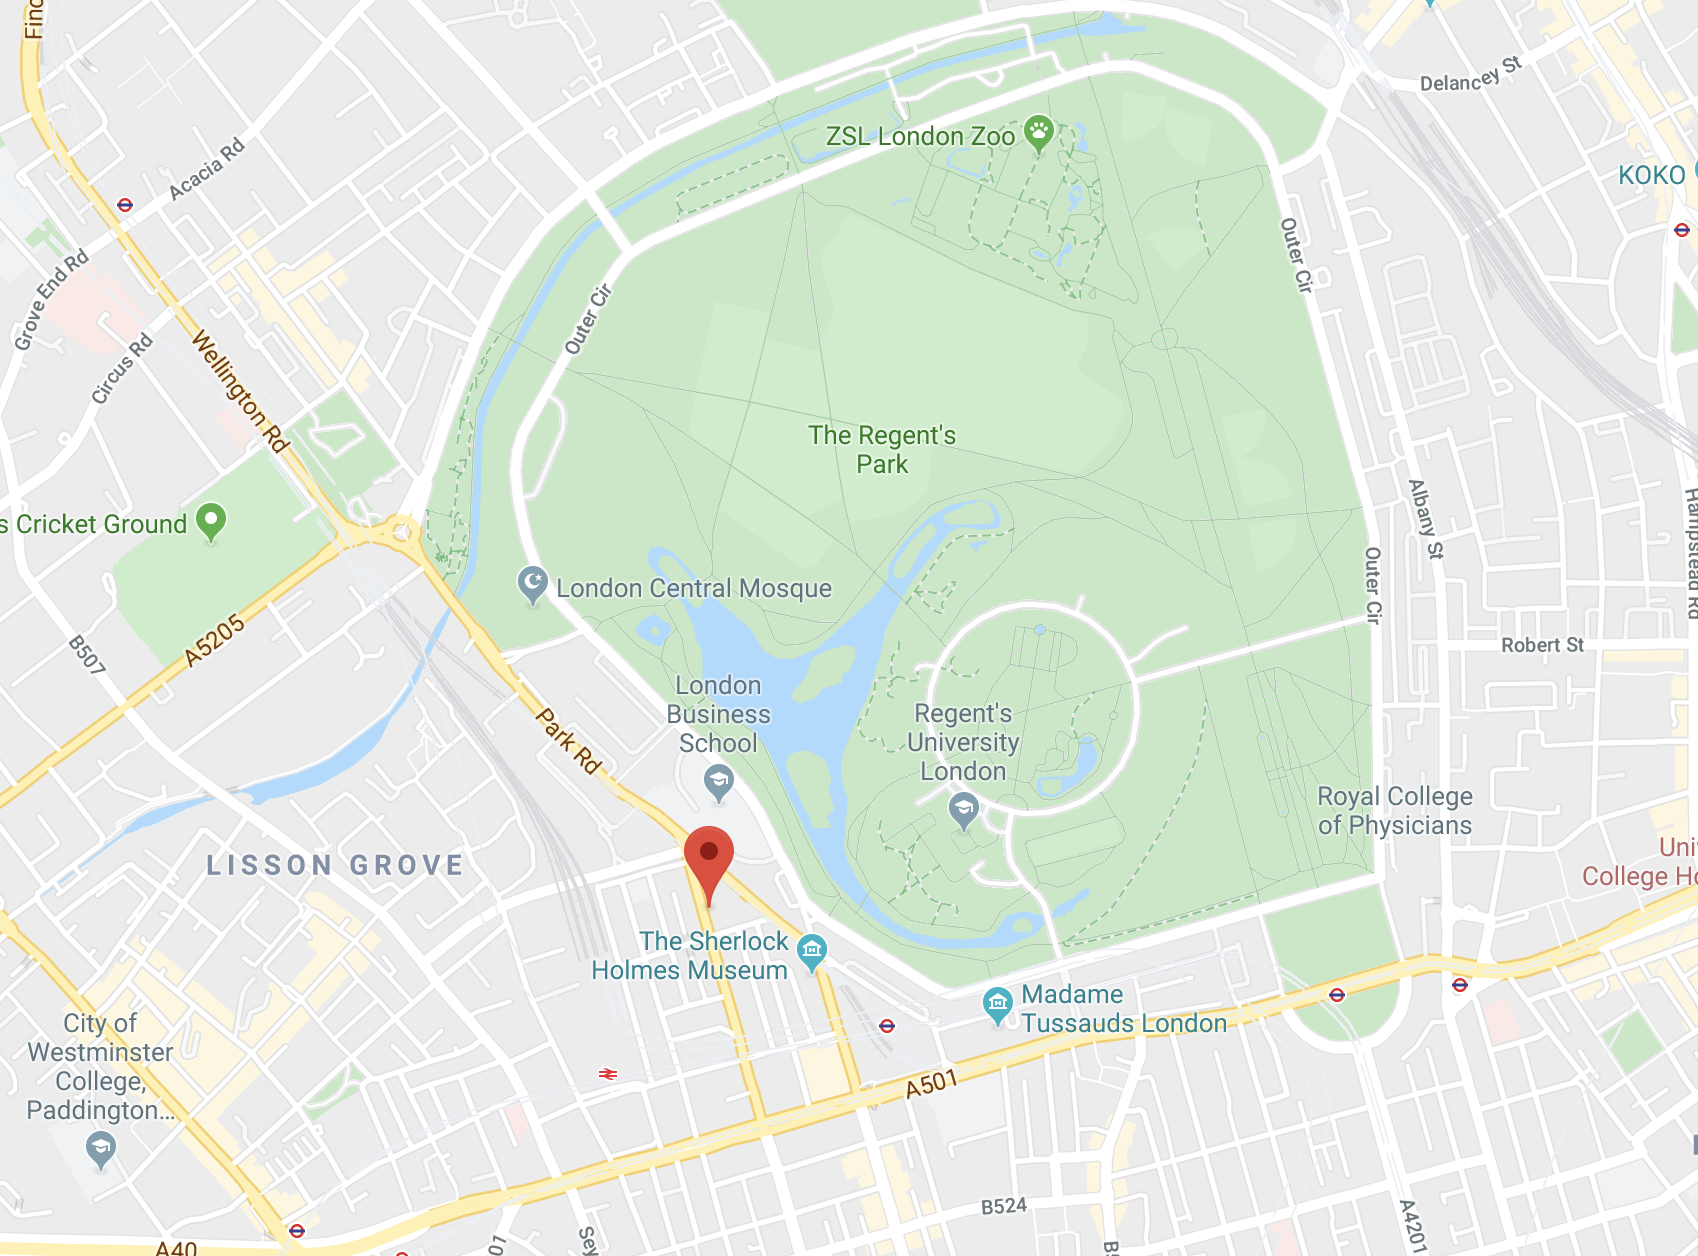 Delancey St
ZSL London Zoo
KOKO
Acacia Rd
Grove End Rd
Outer Cir
Outer Cir
Circus Rd
Wellington Rd
The Regent's
Park
s Cricket Ground
Albany St
Hampstead Rd
London Central Mosque
Outer Cir
A5205
B507
Robert St
London
Business
School
Park Rd
Regent's
University
London
Royal College
of Physicians
LISSON GROVE
Uni
College Ho
The Sherlock
Holmes Museum
Madame
Tussauds London
City of
Westminster
College,
Paddington...
A501
B524
A4201
A40
01
Sey